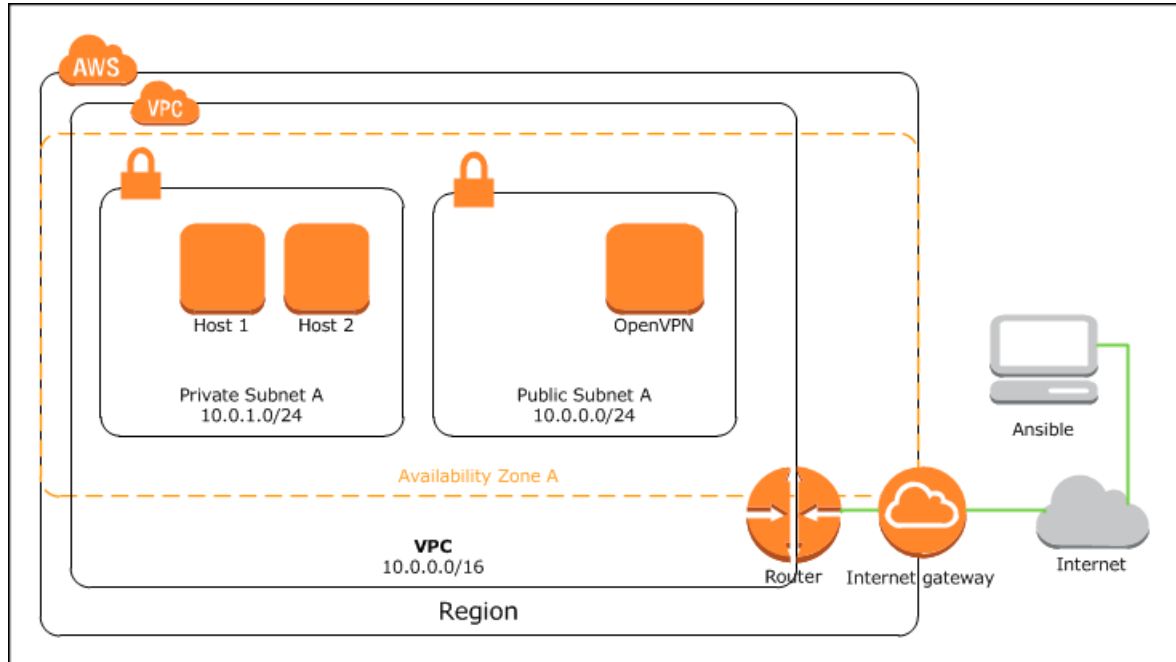 AWS
VPC
Host 1
Host 2
OpenVPN
Private Subnet A
10.0.1.0/24
Public Subnet A
10.0.0.0/24
Ansible
Availability Zone A
VPC
10.0.0.0/16
Router
Internet gateway
Internet
Region